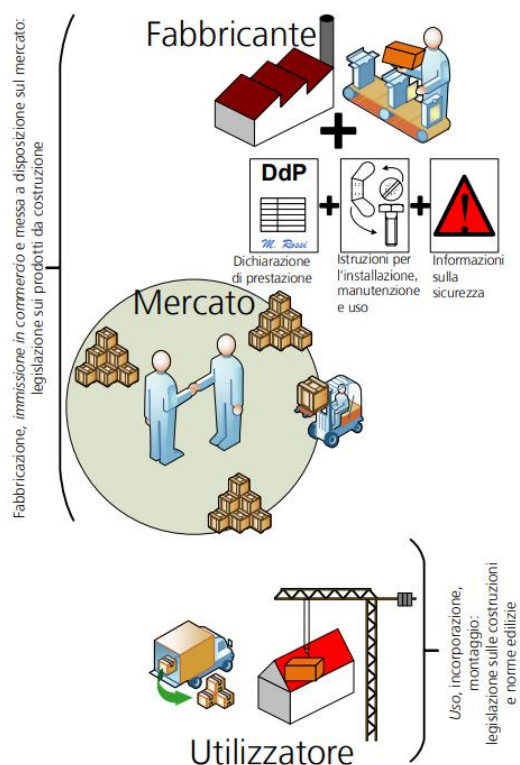 Fabbricante
Fabbricazione, immissione in commercio e messa a disposizione sul mercato:
legislazione sui prodotti da costruzione
DdP
M. Rossi
Dichiarazione
di prestazione
Istruzioni per
l'installazione,
manutenzione
e uso
Informazioni
sulla
sicurezza
Mercato
Uso, incorporazione,
montaggio:
legislazione sulle costruzioni
e norme edilizie
Utilizzatore